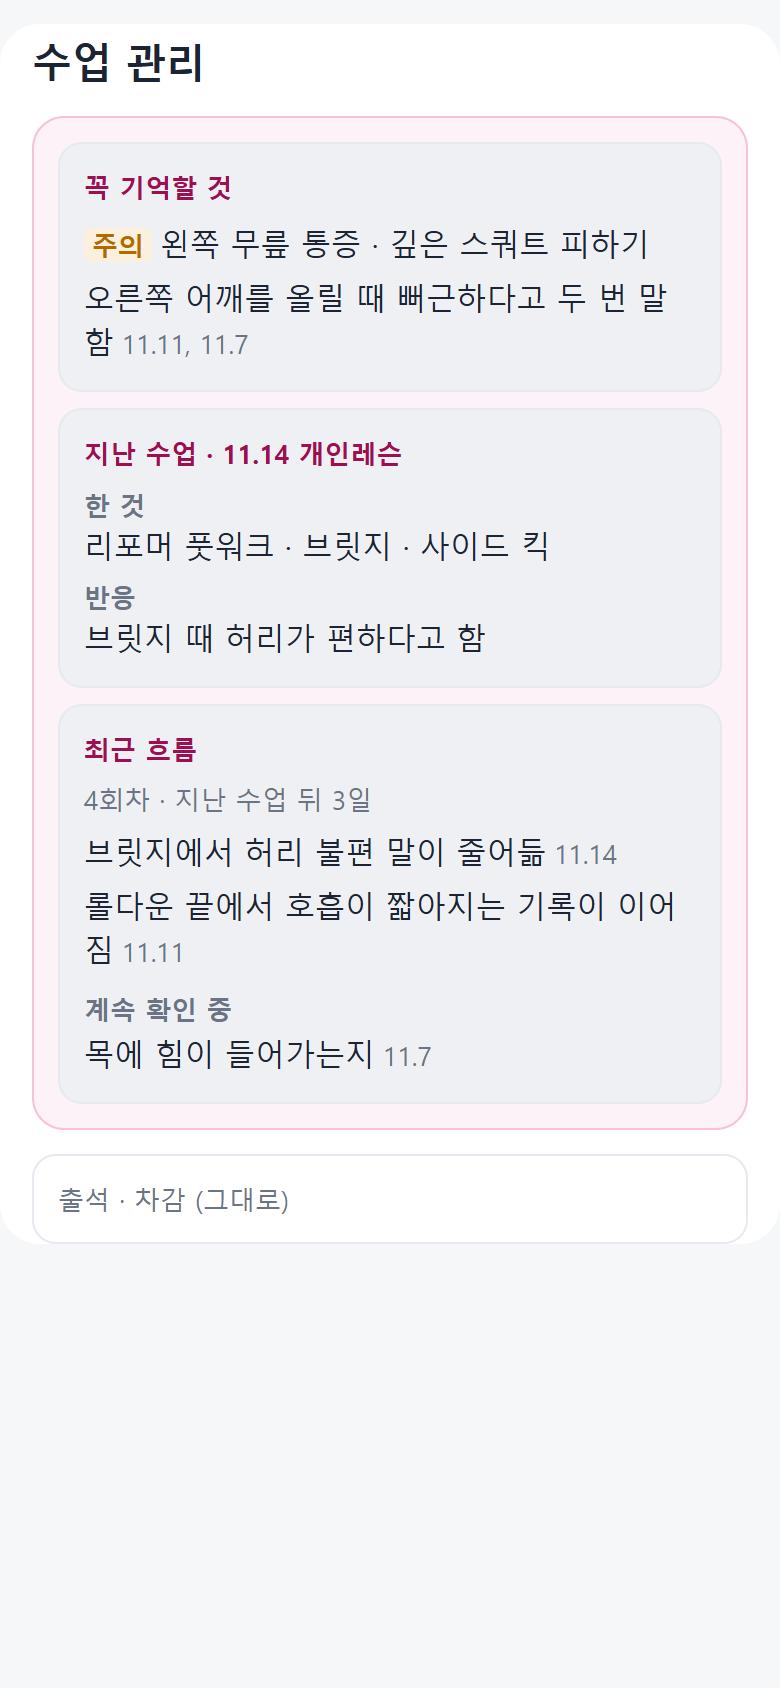 수업 관리
꼭 기억할 것
주의 왼쪽 무릎 통증 · 깊은 스쿼트 피하기
오른쪽 어깨를 올릴 때 뻐근하다고 두 번 말
함 11.11, 11.7
지난 수업 · 11.14 개인레슨
한 것
리포머 풋워크 · 브릿지 · 사이드 킥
반응
브릿지 때 허리가 편하다고 함
최근 흐름
4회차 · 지난 수업 뒤 3일
브릿지에서 허리 불편 말이 줄어듦 11.14
롤다운 끝에서 호흡이 짧아지는 기록이 이어
짐 11.11
계속 확인 중
목에 힘이 들어가는지 11.7
출석 · 차감 (그대로)